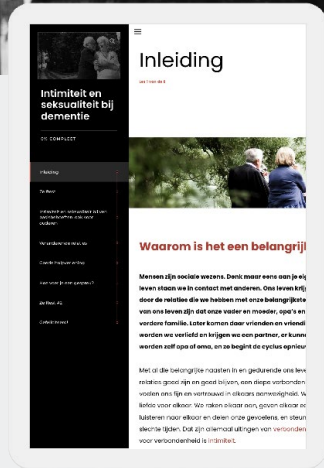 Intimiteit en
seksualiteit bij
dementie
0% COMPLEET
Inleiding
Inleiding
Waarom is het een belangrij
Mensen zijn sociale wezens. Denk maar eens aan je eig
leven staan we in contact met anderen. Ons leven krijg
door de relaties die we hebben met onze belangrijkste
van ons leven zijn dat onze vader en moeder, opa's en
verdere familie. Later komen daar vrienden en vriendi
worden we verliefd en krijgen we een partner, er kunne
worden zelf opa of oma, en zo begint de cyclus opnieuw
Met al die belangrijke naasten in en gedurende ons leve
relaties goed zijn en goed blijven, een diepe verbonden
voelen ons fijn en vertrouwd in elkaars aanwezigheid. W
liefde voor elkaar. We raken elkaar aan, geven elkaar ee
luisteren naar elkaar en delen onze gevoelens, en steun
slechte tijden. Dat zijn allemaal uitingen van verbonden
voor verbondenheid is intimiteit.